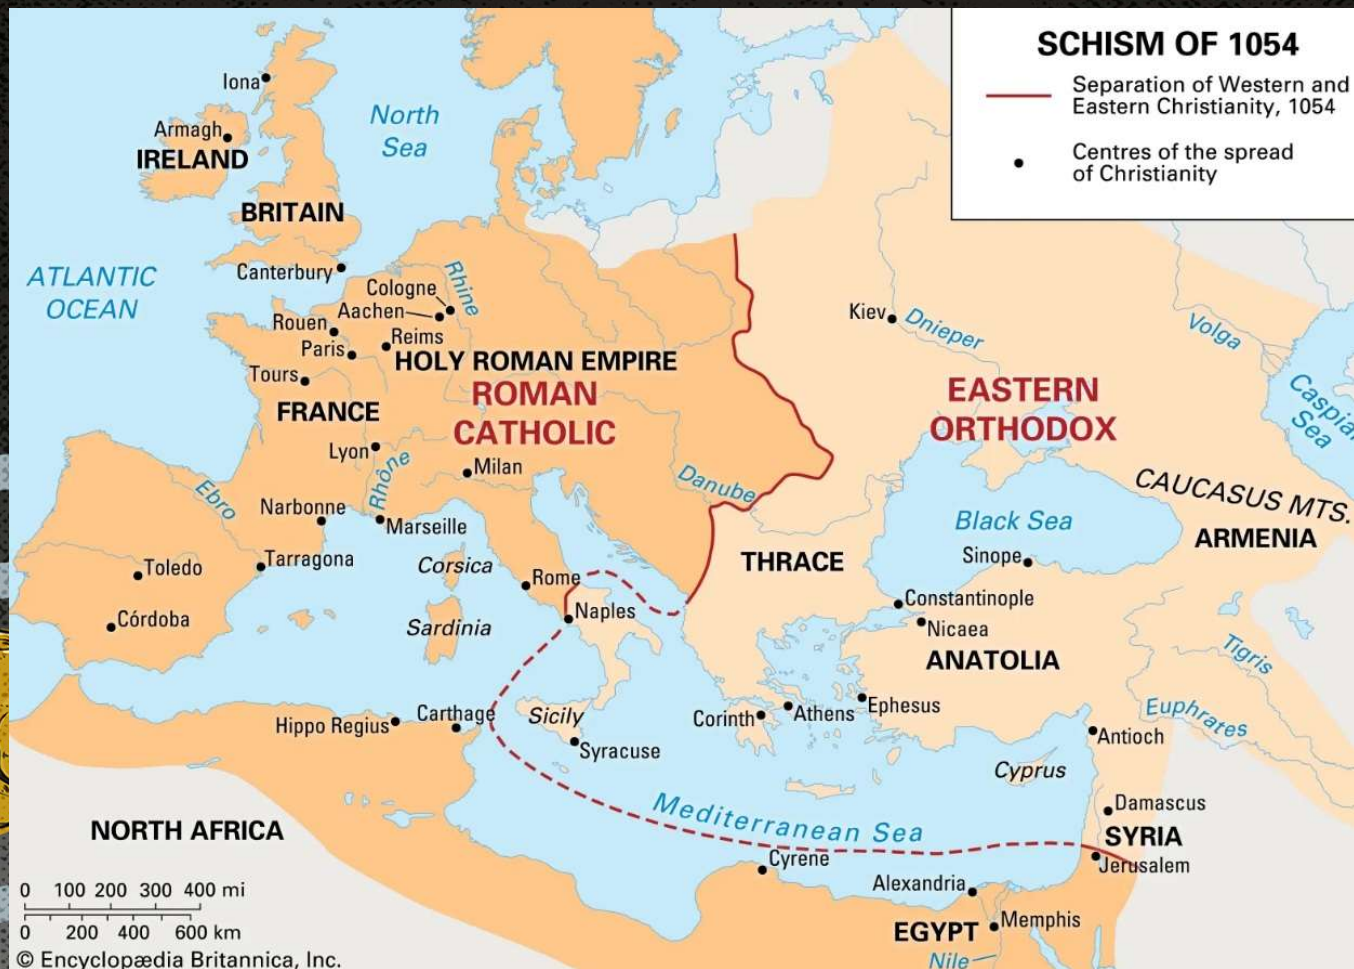 SCHISM OF 1054
Separation of Western and
Eastern Christianity, 1054
Centres of the spread
of Christianity
Iona
Armagh
IRELAND
North
Sea
BRITAIN
ATLANTIC
OCEAN
Canterbury
Cologne
Rhine
Aachen
Rouen
Reims
Paris
HOLY ROMAN EMPIRE
Tours
ROMAN
CATHOLIC
FRANCE
Lyon
Rhône
Milan
Danube
Ebro
Narbonne
Marseille
Toledo
Tarragona
Corsica
Rome
Córdoba
Sardinia
Naples
Kiev
Dnieper
Volga
EASTERN
ORTHODOX
Caspian
Sea
CAUCASUS MTS.
Black Sea
ARMENIA
THRACE
Sinope
Constantinople
Nicaea
ANATOLIA
Tigris
Euphrates
Hippo Regius
Carthage
Sicily
Syracuse
Corinth
Athens
Ephesus
Antioch
Cyprus
Damascus
SYRIA
Jerusalem
Mediterranean Sea
NORTH AFRICA
Cyrene
Alexandria
EGYPT
Memphis
Nile
0 100 200 300 400 mi
0 200 400 600 km
© Encyclopædia Britannica, Inc.